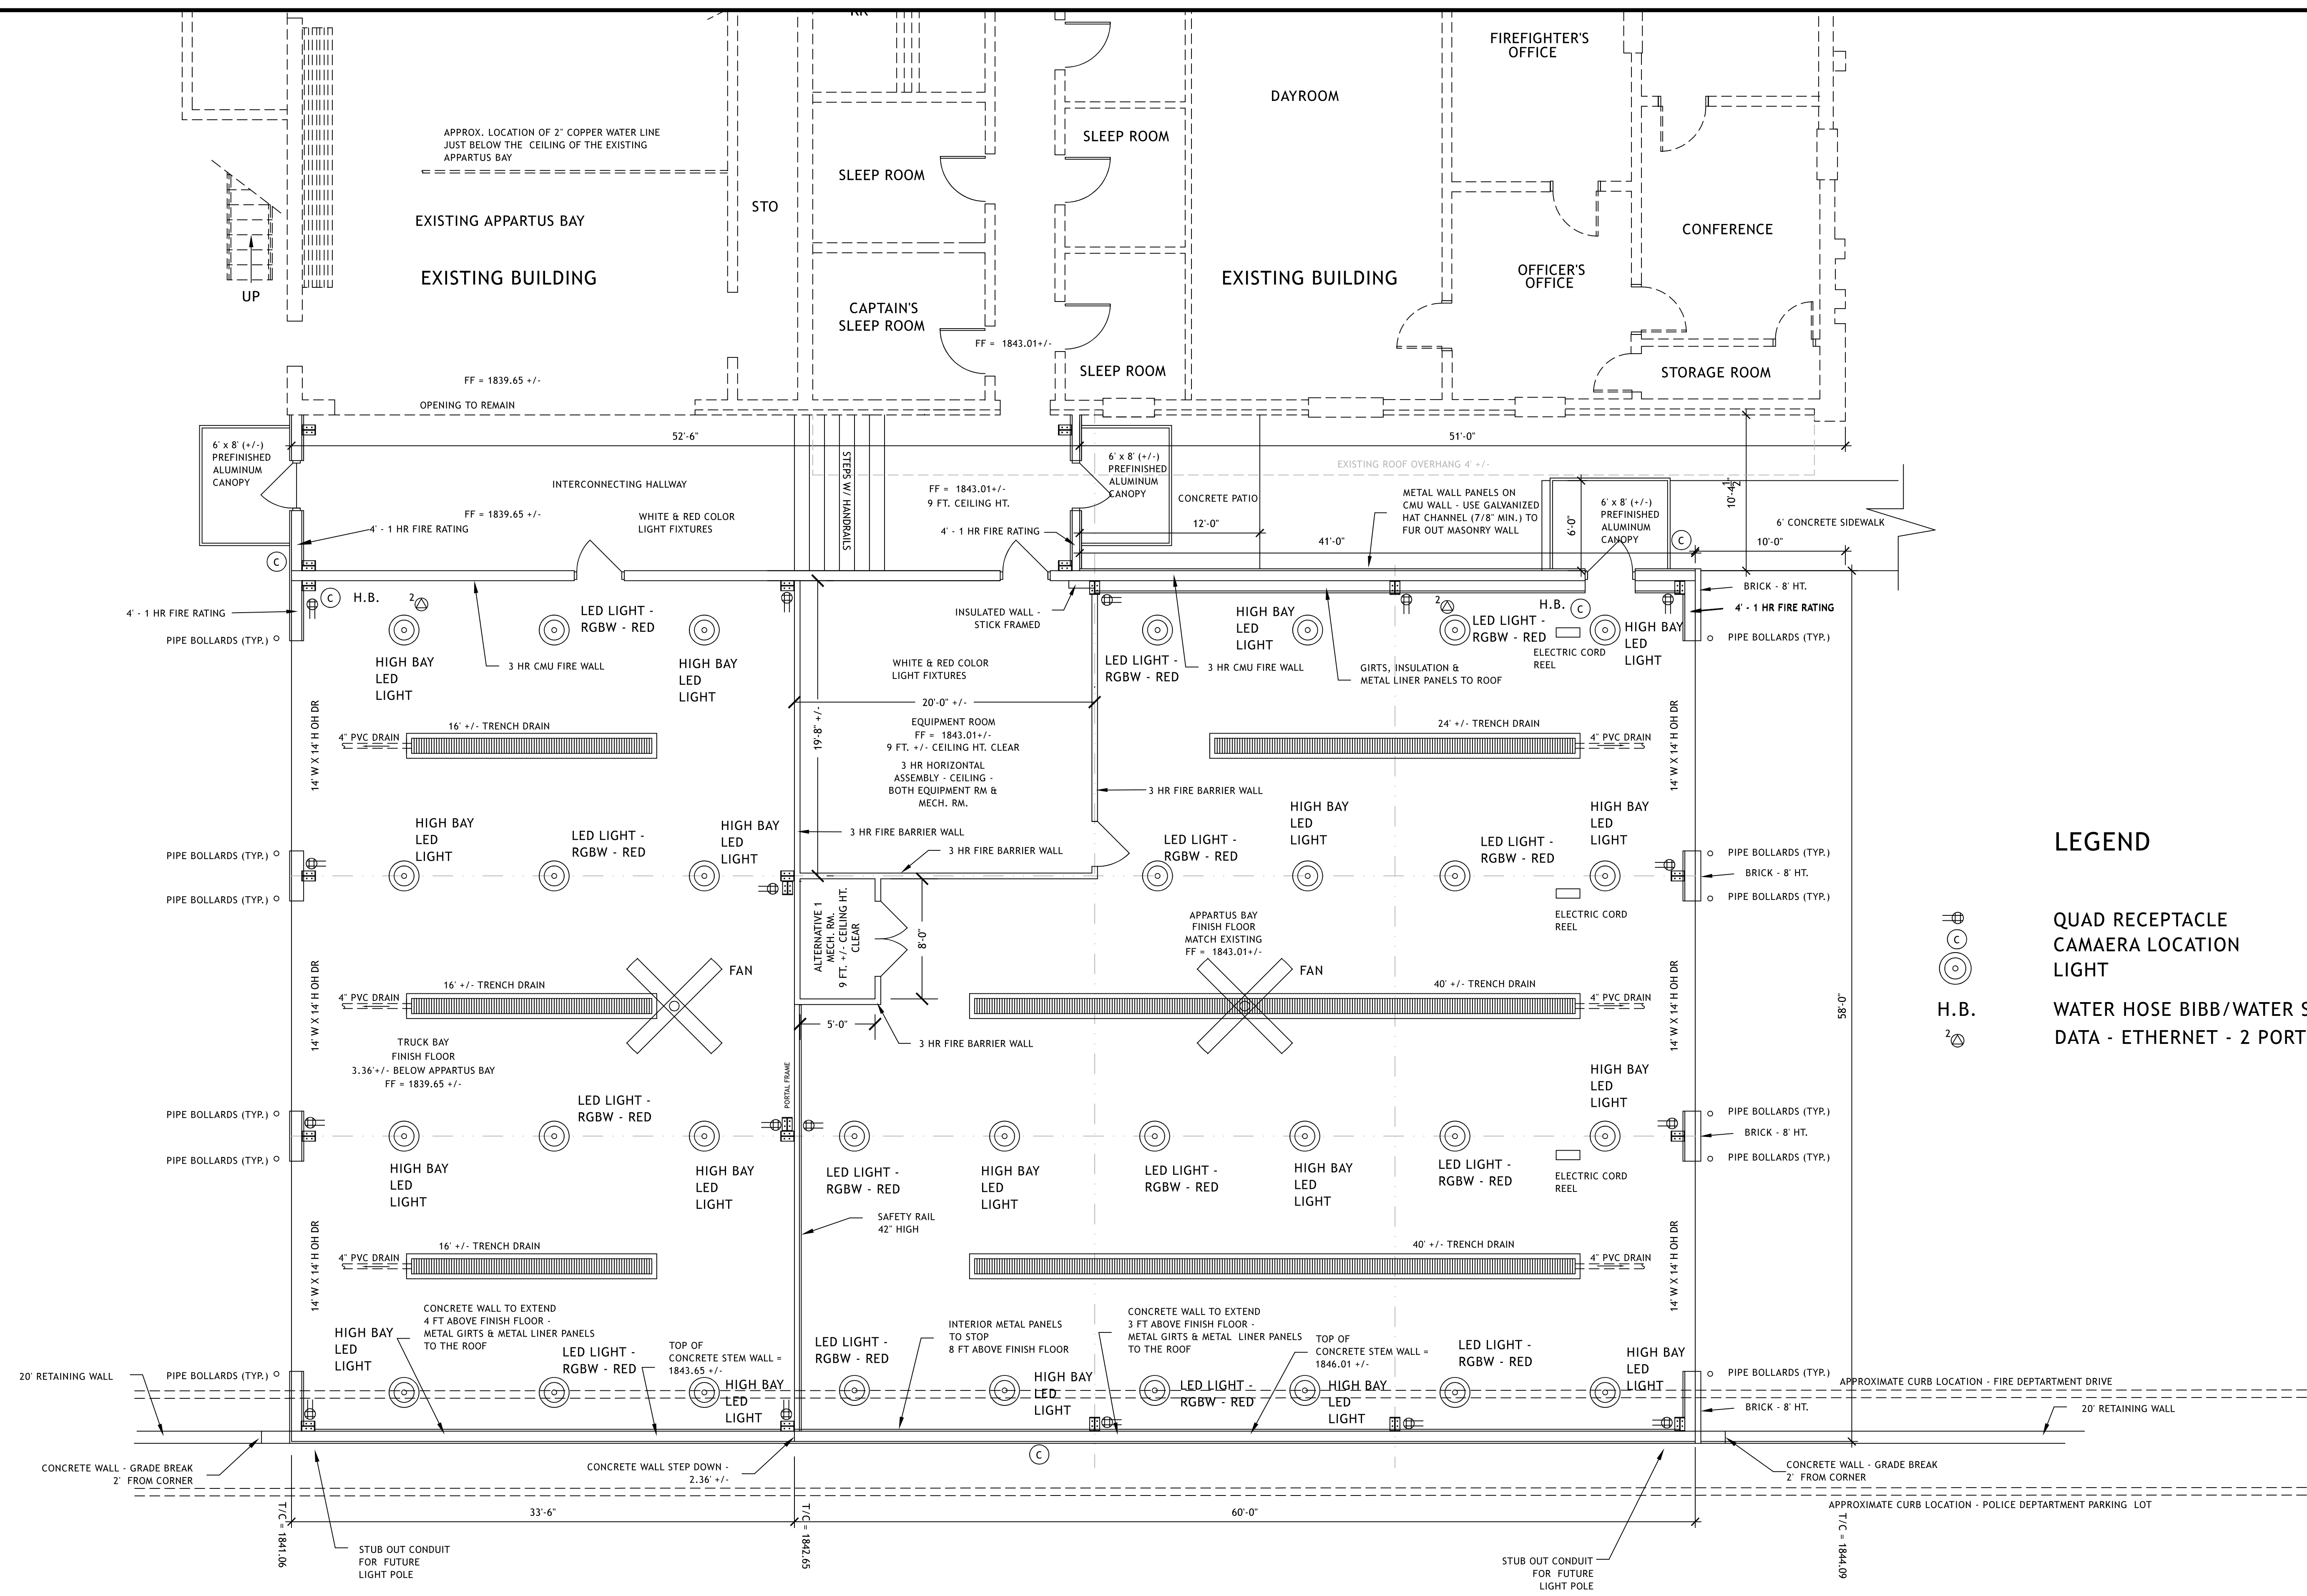 FIREFIGHTER'S
OFFICE
DAYROOM
APPROX. LOCATION OF 2" COPPER WATER LINE
JUST BELOW THE CEILING OF THE EXISTING
APPARTUS BAY
SLEEP ROOM
SLEEP ROOM
STO
EXISTING APPARTUS BAY
CONFERENCE
EXISTING BUILDING
EXISTING BUILDING
OFFICER'S
OFFICE
UP
CAPTAIN'S
SLEEP ROOM
FF = 1843.01+/-
SLEEP ROOM
STORAGE ROOM
FF = 1839.65 +/-
OPENING TO REMAIN
52'-6"
51'-0"
6' x 8' (+/-)
PREFINISHED
ALUMINUM
CANOPY
STEPS W/ HANDRAILS
6' x 8' (+/-)
PREFINISHED
ALUMINUM
CANOPY
EXISTING ROOF OVERHANG 4' +/-
INTERCONNECTING HALLWAY
FF = 1843.01+/-
9 FT. CEILING HT.
CONCRETE PATIO
METAL WALL PANELS ON
CMU WALL - USE GALVANIZED
HAT CHANNEL (7/8" MIN.) TO
FUR OUT MASONRY WALL
6'-0"
6' x 8' (+/-)
PREFINISHED
ALUMINUM
CANOPY
C
10'-4 1/2"
6' CONCRETE SIDEWALK
FF = 1839.65 +/-
WHITE & RED COLOR
LIGHT FIXTURES
4' - 1 HR FIRE RATING
4' - 1 HR FIRE RATING
12'-0"
41'-0"
10'-0"
C
C
H.B.
2
4' - 1 HR FIRE RATING
PIPE BOLLARDS (TYP.)
LED LIGHT -
RGBW - RED
HIGH BAY
LED
LIGHT
3 HR CMU FIRE WALL
HIGH BAY
LED
LIGHT
INSULATED WALL -
STICK FRAMED
WHITE & RED COLOR
LIGHT FIXTURES
LED LIGHT -
RGBW - RED
HIGH BAY
LED
LIGHT
3 HR CMU FIRE WALL
2
H.B.
C
LED LIGHT -
RGBW - RED
ELECTRIC CORD
REEL
HIGH BAY
LED
LIGHT
GIRTS, INSULATION &
METAL LINER PANELS TO ROOF
BRICK - 8' HT.
4' - 1 HR FIRE RATING
PIPE BOLLARDS (TYP.)
14' W X 14' H OH DR
4" PVC DRAIN
16' +/- TRENCH DRAIN
19'-8" +/-
20'-0" +/-
EQUIPMENT ROOM
FF = 1843.01+/-
9 FT. +/- CEILING HT. CLEAR
3 HR HORIZONTAL
ASSEMBLY - CEILING -
BOTH EQUIPMENT RM &
MECH. RM.
24' +/- TRENCH DRAIN
4" PVC DRAIN
14' W X 14' H OH DR
3 HR FIRE BARRIER WALL
HIGH BAY
LED
LIGHT
LED LIGHT -
RGBW - RED
HIGH BAY
LED
LIGHT
3 HR FIRE BARRIER WALL
3 HR FIRE BARRIER WALL
LED LIGHT -
RGBW - RED
HIGH BAY
LED
LIGHT
LED LIGHT -
RGBW - RED
HIGH BAY
LED
LIGHT
PIPE BOLLARDS (TYP.)
PIPE BOLLARDS (TYP.)
PIPE BOLLARDS (TYP.)
BRICK - 8' HT.
PIPE BOLLARDS (TYP.)
LEGEND
QUAD RECEPTACLE
C
CAMAERA LOCATION
LIGHT
H.B.
WATER HOSE BIBB/WATER S
2
DATA - ETHERNET - 2 PORT
ALTERNATIVE 1
MECH. RM.
9 FT. +/- CEILING HT.
CLEAR
8'-0"
ELECTRIC CORD
REEL
APPARTUS BAY
FINISH FLOOR
MATCH EXISTING
FF = 1843.01+/-
14' W X 14' H OH DR
4" PVC DRAIN
16' +/- TRENCH DRAIN
FAN
FAN
40' +/- TRENCH DRAIN
4" PVC DRAIN
14' W X 14' H OH DR
58'-0"
5'-0"
3 HR FIRE BARRIER WALL
TRUCK BAY
FINISH FLOOR
3.36'+/- BELOW APPARTUS BAY
FF = 1839.65 +/-
PORTAL FRAME
LED LIGHT -
RGBW - RED
HIGH BAY
LED
LIGHT
PIPE BOLLARDS (TYP.)
PIPE BOLLARDS (TYP.)
PIPE BOLLARDS (TYP.)
BRICK - 8' HT.
PIPE BOLLARDS (TYP.)
HIGH BAY
LED
LIGHT
HIGH BAY
LED
LIGHT
LED LIGHT -
RGBW - RED
HIGH BAY
LED
LIGHT
LED LIGHT -
RGBW - RED
HIGH BAY
LED
LIGHT
LED LIGHT -
RGBW - RED
ELECTRIC CORD
REEL
SAFETY RAIL
42" HIGH
14' W X 14' H OH DR
4" PVC DRAIN
16' +/- TRENCH DRAIN
40' +/- TRENCH DRAIN
4" PVC DRAIN
14' W X 14' H OH DR
CONCRETE WALL TO EXTEND
4 FT ABOVE FINISH FLOOR -
METAL GIRTS & METAL LINER PANELS
TO THE ROOF
HIGH BAY
LED
LIGHT
LED LIGHT -
RGBW - RED
TOP OF
CONCRETE STEM WALL =
1843.65 +/-
HIGH BAY
LED
LIGHT
LED LIGHT -
RGBW - RED
INTERIOR METAL PANELS
TO STOP
8 FT ABOVE FINISH FLOOR
CONCRETE WALL TO EXTEND
3 FT ABOVE FINISH FLOOR -
METAL GIRTS & METAL LINER PANELS
TO THE ROOF
TOP OF
CONCRETE STEM WALL =
1846.01 +/-
HIGH BAY
LED
LIGHT
LED LIGHT -
RGBW - RED
HIGH BAY
LED
LIGHT
LED LIGHT -
RGBW - RED
HIGH BAY
LED
LIGHT
20' RETAINING WALL
PIPE BOLLARDS (TYP.)
PIPE BOLLARDS (TYP.)
APPROXIMATE CURB LOCATION - FIRE DEPTARTMENT DRIVE
BRICK - 8' HT.
20' RETAINING WALL
C
CONCRETE WALL - GRADE BREAK
2' FROM CORNER
CONCRETE WALL STEP DOWN -
2.36' +/-
CONCRETE WALL - GRADE BREAK
2' FROM CORNER
APPROXIMATE CURB LOCATION - POLICE DEPTARTMENT PARKING LOT
33'-6"
60'-0"
T/C = 1841.06
T/C = 1842.65
T/C = 1844.09
STUB OUT CONDUIT
FOR FUTURE
LIGHT POLE
STUB OUT CONDUIT
FOR FUTURE
LIGHT POLE